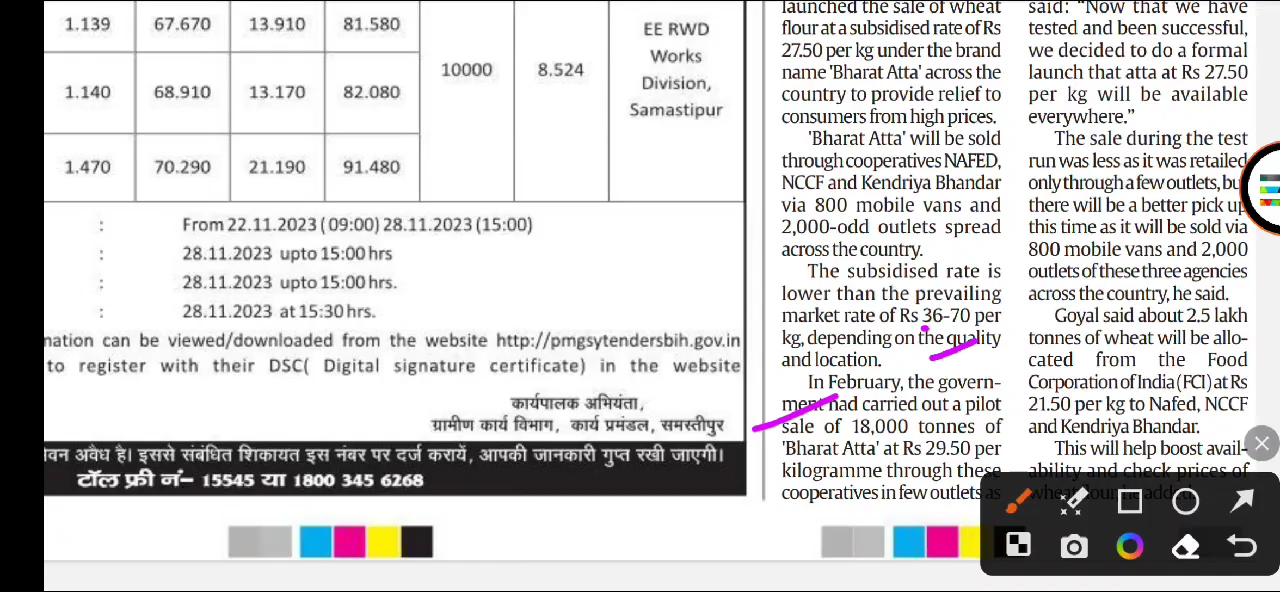 1.139 67.670 13.910 81.580
1.140 68.910 13.170 82.080
1.470 70.290 21.190 91.480
10000 8.524
EE RWD
Works
Division,
Samastipur
: From 22.11.2023 ( 09:00) 28.11.2023 (15:00)
: 28.11.2023 upto 15:00 hrs
: 28.11.2023 upto 15:00 hrs.
: 28.11.2023 at 15:30 hrs.
nation can be viewed/downloaded from the website http://pmgsytendersbih.gov.in
to register with their DSC( Digital signature certificate) in the website
कार्यपालक अभियंता,
ग्रामीण कार्य विभाग, कार्य प्रमंडल, समस्तीपुर
वन अवैध है। इससे संबंधित शिकायत इस नंबर पर दर्ज करायें, आपकी जानकारी गुप्त रखी जाएगी।
टॉल फ्री नं– 15545 या 1800 345 6268
launched the sale of wheat
flour at a subsidised rate of Rs
27.50 per kg under the brand
name 'Bharat Atta' across the
country to provide relief to
consumers from high prices.
'Bharat Atta' will be sold
through cooperatives NAFED,
NCCF and Kendriya Bhandar
via 800 mobile vans and
2,000-odd outlets spread
across the country.
The subsidised rate is
lower than the prevailing
market rate of Rs 36-70 per
kg, depending on the quality
and location.
In February, the govern-
ment had carried out a pilot
sale of 18,000 tonnes of
'Bharat Atta' at Rs 29.50 per
kilogramme through these
cooperatives in few outlets as
said: "Now that we have
tested and been successful,
we decided to do a formal
launch that atta at Rs 27.50
per kg will be available
everywhere."
The sale during the test
run was less as it was retailed
only through a few outlets, bu
there will be a better pick up
this time as it will be sold via
800 mobile vans and 2,000
outlets of these three agencies
across the country, he said.
Goyal said about 2.5 lakh
tonnes of wheat will be allo-
cated from the Food
Corporation of India (FCI) at Rs
21.50 per kg to Nafed, NCCF
and Kendriya Bhandar.
This will help boost avail-
ability and check prices of
wheat flour, he added.